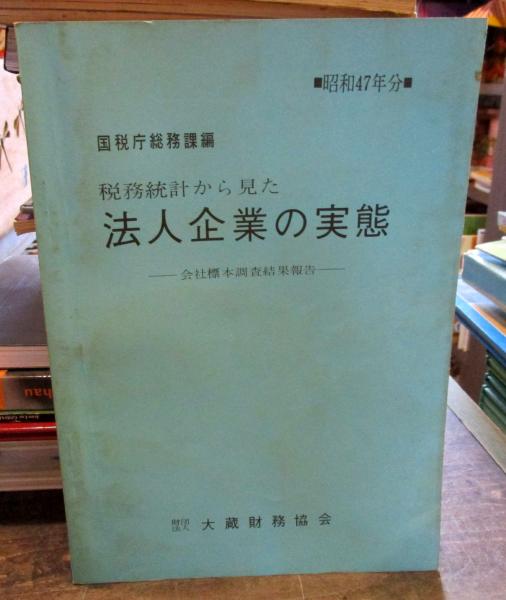 ■昭和47年分■
国税庁総務課編
税務統計から見た
法人企業の実態
——会社標本調査結果報告——
財団法人 大蔵財務協会
hau